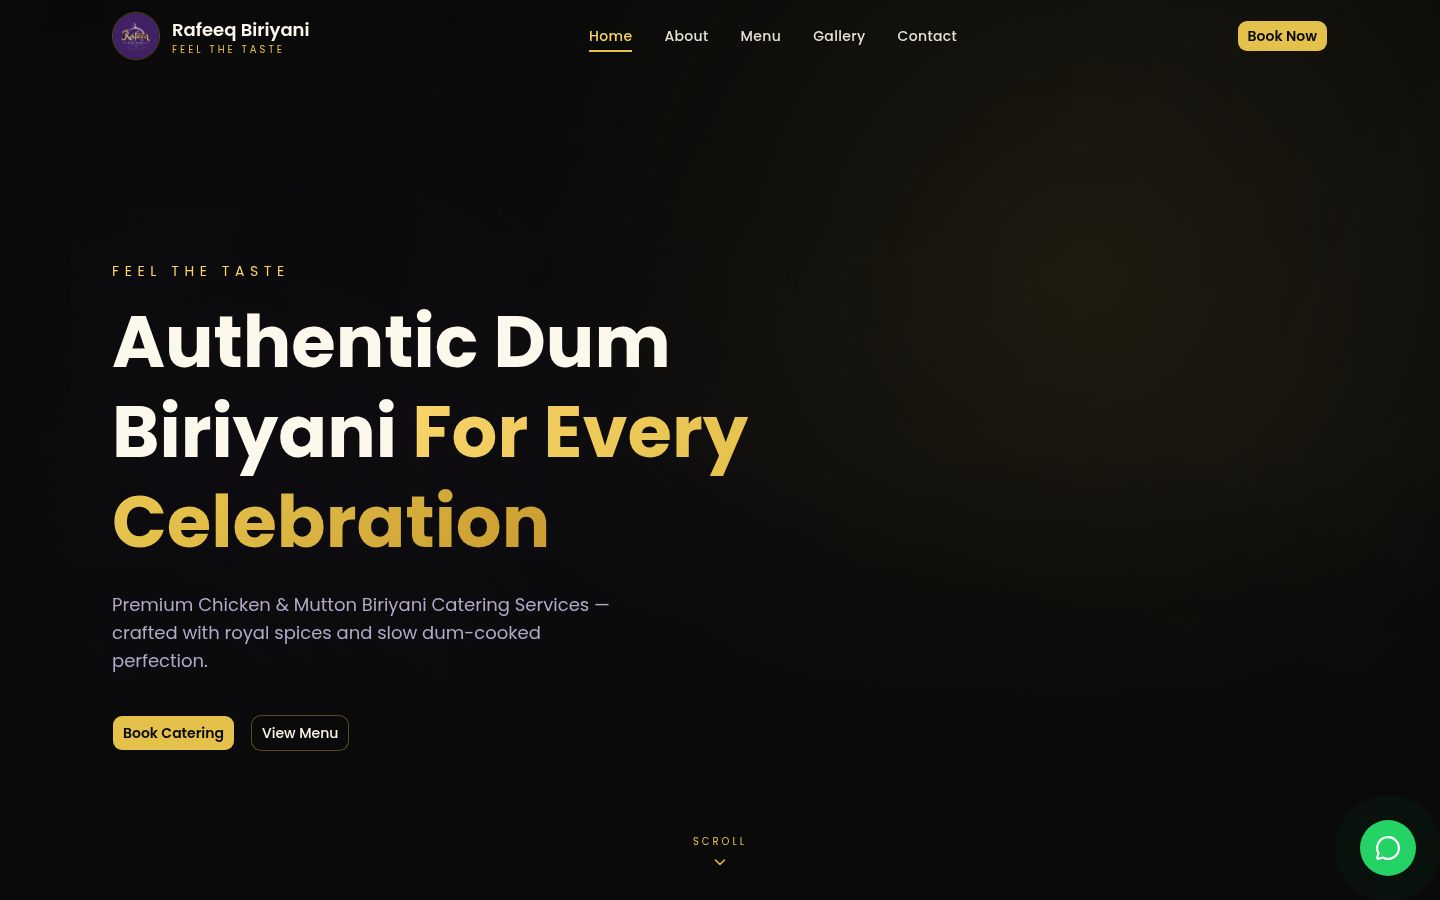 Rafeeq Biriyani
FEEL THE TASTE
Home
About
Menu
Gallery
Contact
Book Now
FEEL THE TASTE
Authentic Dum
Biriyani For Every
Celebration
Premium Chicken & Mutton Biriyani Catering Services —
crafted with royal spices and slow dum-cooked
perfection.
Book Catering
View Menu
SCROLL